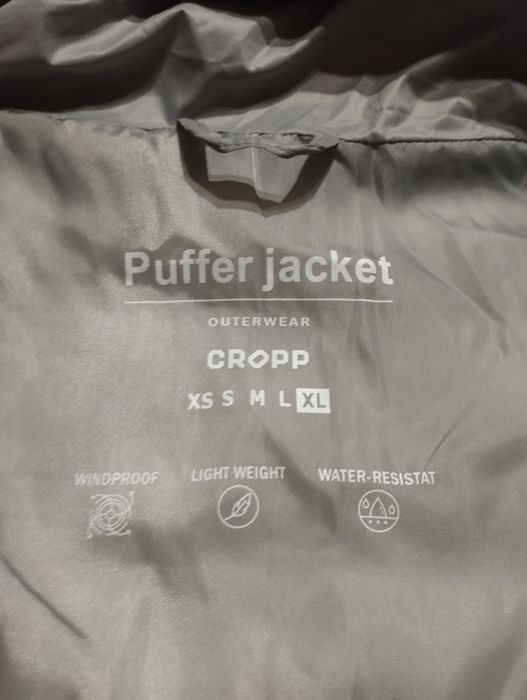 Puffer jacket
OUTERWEAR
CROPP
XS S M L XL
WINDPROOF LIGHT WEIGHT WATER-RESISTAT